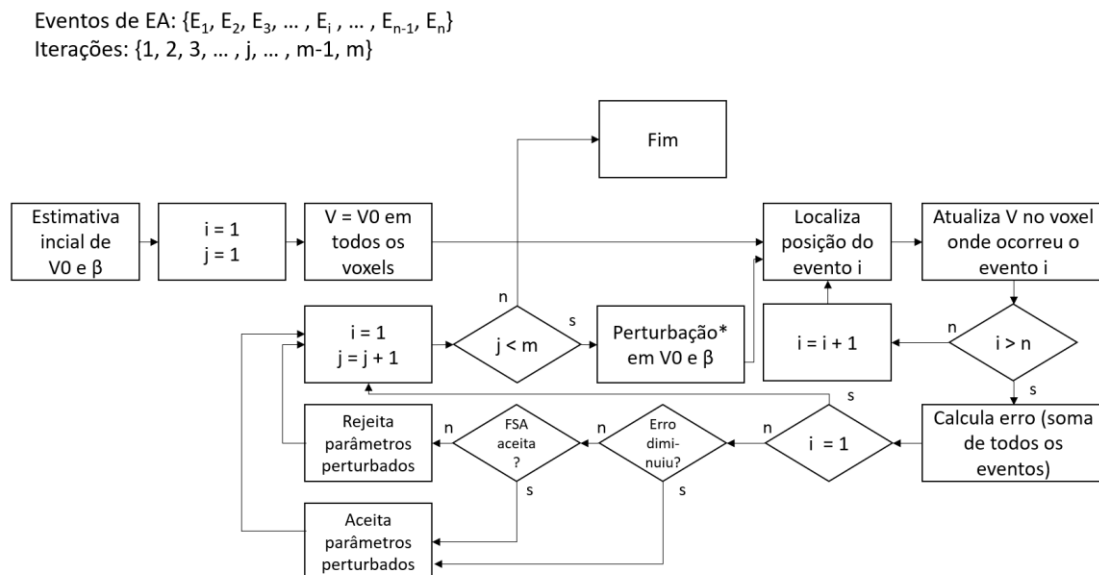 Eventos de EA: {E₁, E₂, E₃, … , Eᵢ , … , Eₙ₋₁, Eₙ}
Iterações: {1, 2, 3, … , j, … , m-1, m}
Fim
Estimativa
incial de
V0 e β
i = 1
j = 1
V = V0 em
todos os
voxels
Localiza
posição do
evento i
Atualiza V no voxel
onde ocorreu o
evento i
i = 1
j = j + 1
n
j < m
s
Perturbação*
em V0 e β
i = i + 1
n
i > n
s
Rejeita
parâmetros
perturbados
n
FSA
aceita
?
s
n
Erro
dimi-
nuiu?
s
n
i = 1
s
Calcula erro (soma
de todos os
eventos)
Aceita
parâmetros
perturbados